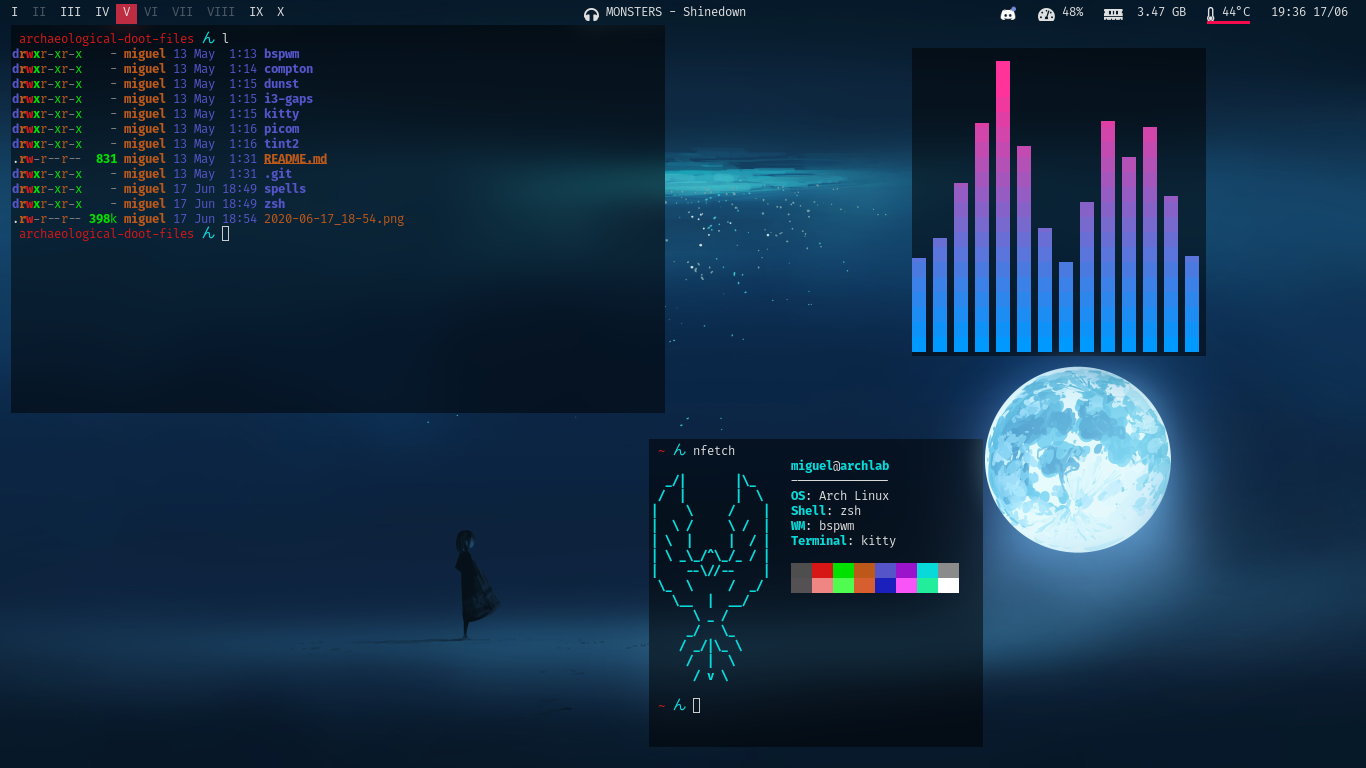 I II III IV V VI VII VIII IX X MONSTERS - Shinedown 48% 3.47 GB 44°C 19:36 17/06
archaeological-doot-files ん l
drwxr-xr-x - miguel 13 May 1:13 bspwm
drwxr-xr-x - miguel 13 May 1:14 compton
drwxr-xr-x - miguel 13 May 1:15 dunst
drwxr-xr-x - miguel 13 May 1:15 i3-gaps
drwxr-xr-x - miguel 13 May 1:15 kitty
drwxr-xr-x - miguel 13 May 1:16 picom
drwxr-xr-x - miguel 13 May 1:16 tint2
.rw-r--r-- 831 miguel 13 May 1:31 README.md
drwxr-xr-x - miguel 13 May 1:31 .git
drwxr-xr-x - miguel 17 Jun 18:49 spells
drwxr-xr-x - miguel 17 Jun 18:49 zsh
.rw-r--r-- 398k miguel 17 Jun 18:54 2020-06-17_18-54.png
archaeological-doot-files ん
~ ん nfetch
miguel@archlab
OS: Arch Linux
Shell: zsh
WM: bspwm
Terminal: kitty
~ ん